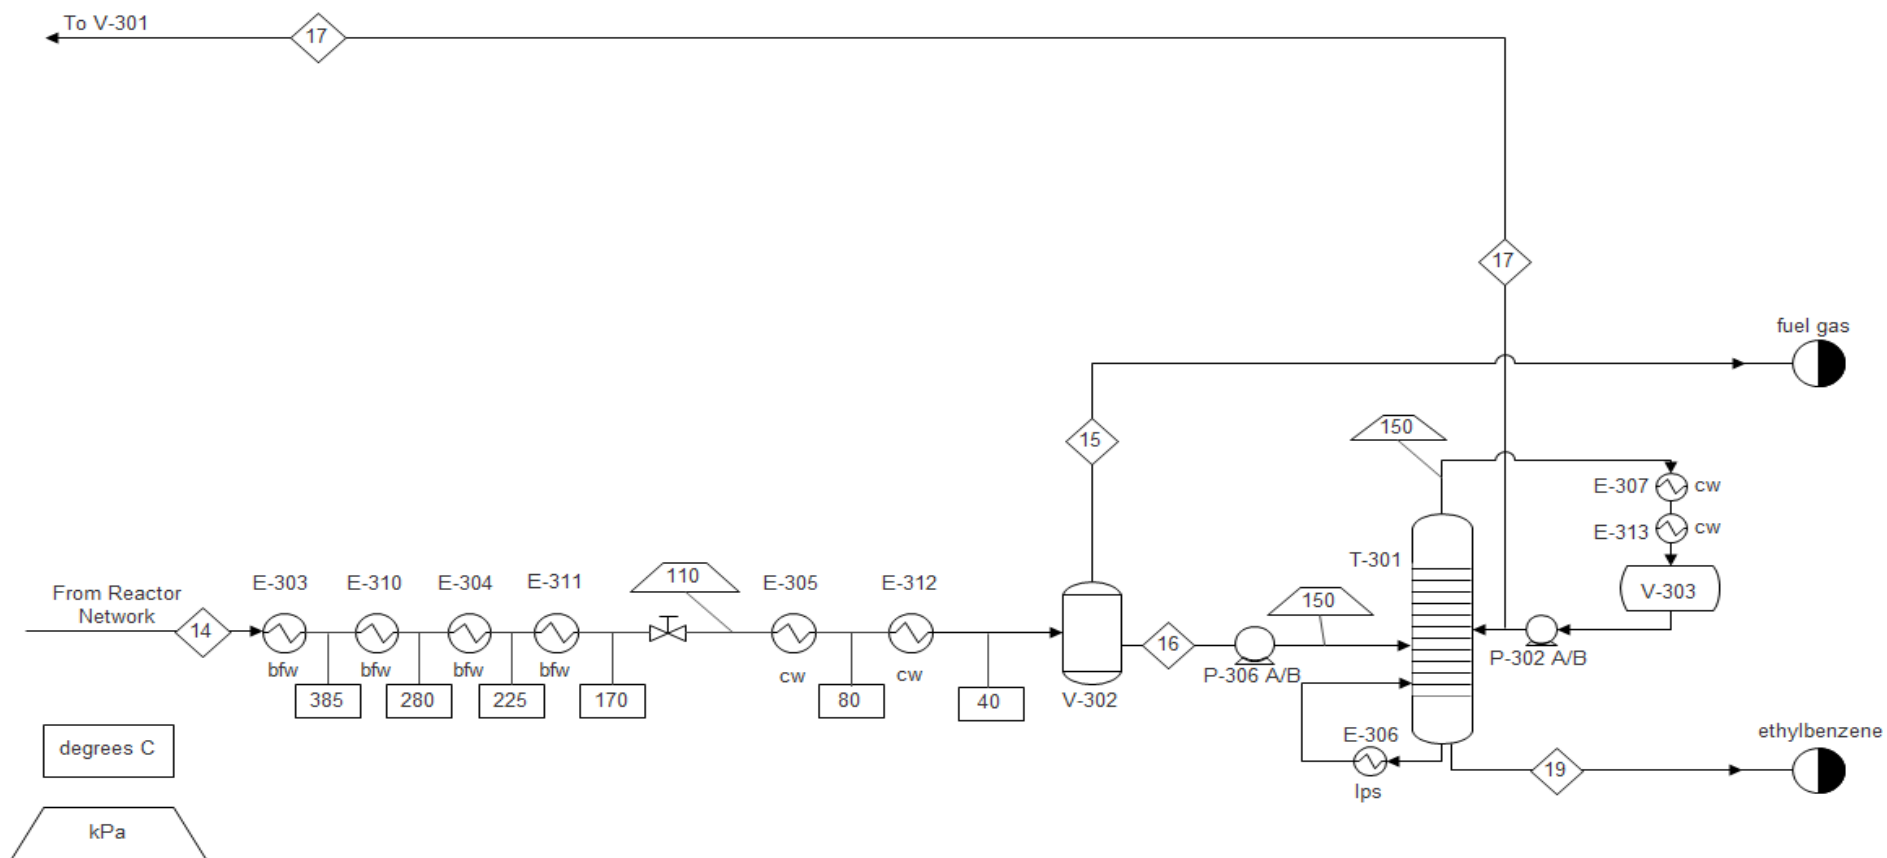 To V-301
17
17
fuel gas
150
15
E-307 cw
E-313 cw
T-301
V-303
From Reactor
Network
14
E-303
E-310
E-304
E-311
110
E-305
E-312
150
16
bfw
bfw
bfw
bfw
cw
cw
P-306 A/B
P-302 A/B
385
280
225
170
80
40
V-302
E-306
lps
degrees C
ethylbenzene
19
kPa